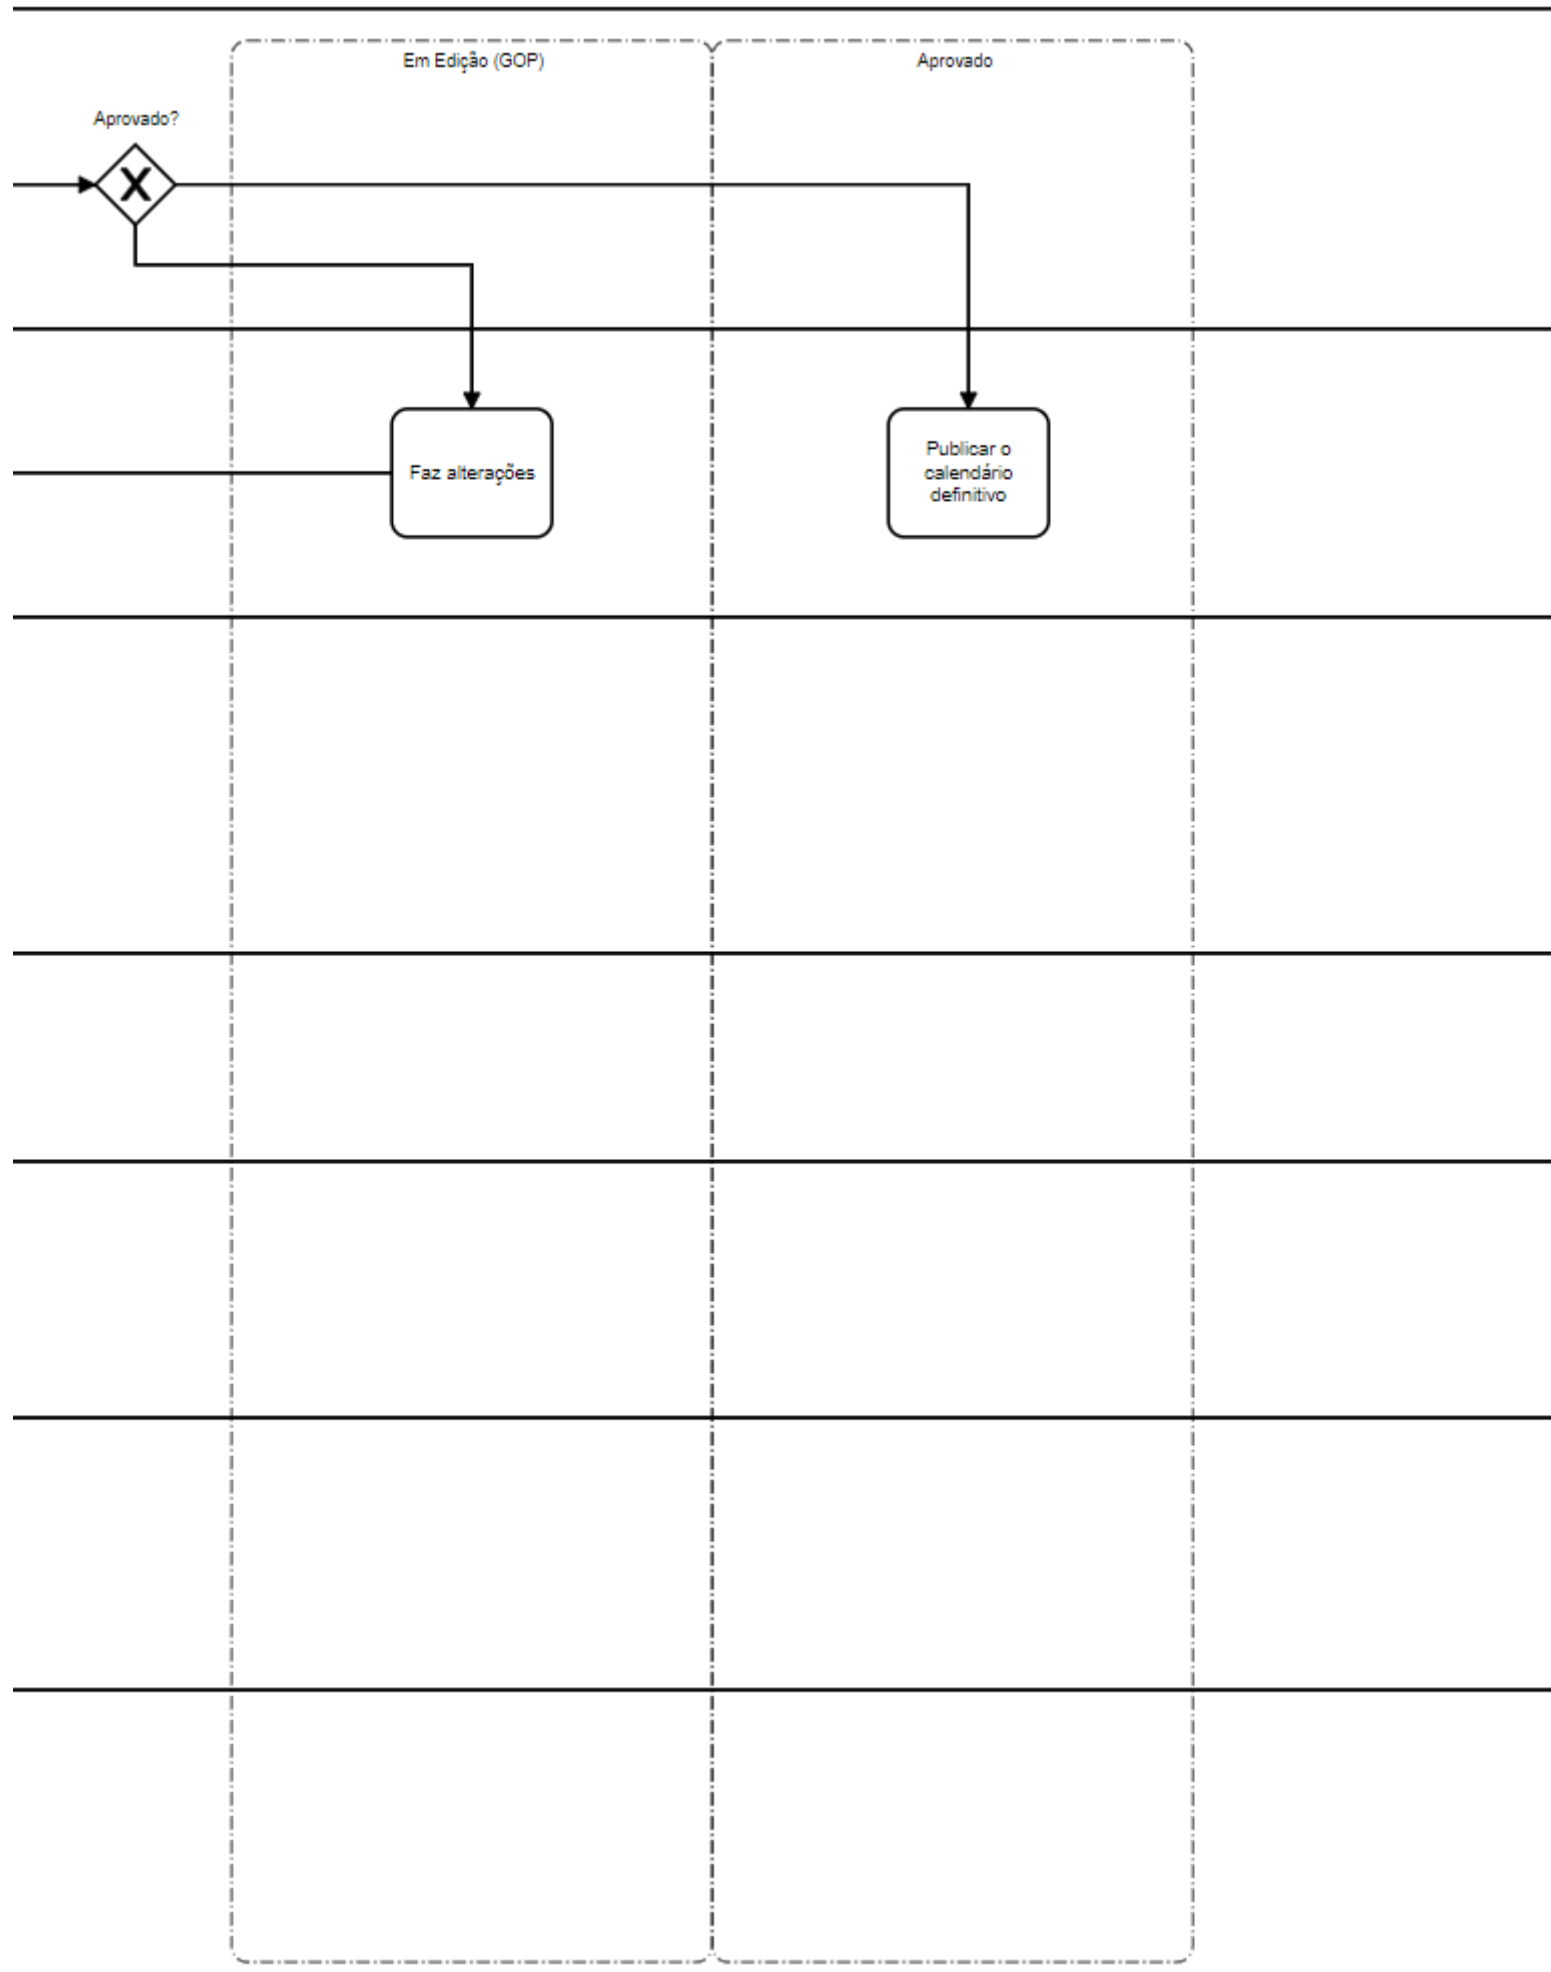 Em Edição (GOP)
Aprovado
Aprovado?
X
Faz alterações
Publicar o
calendário
definitivo